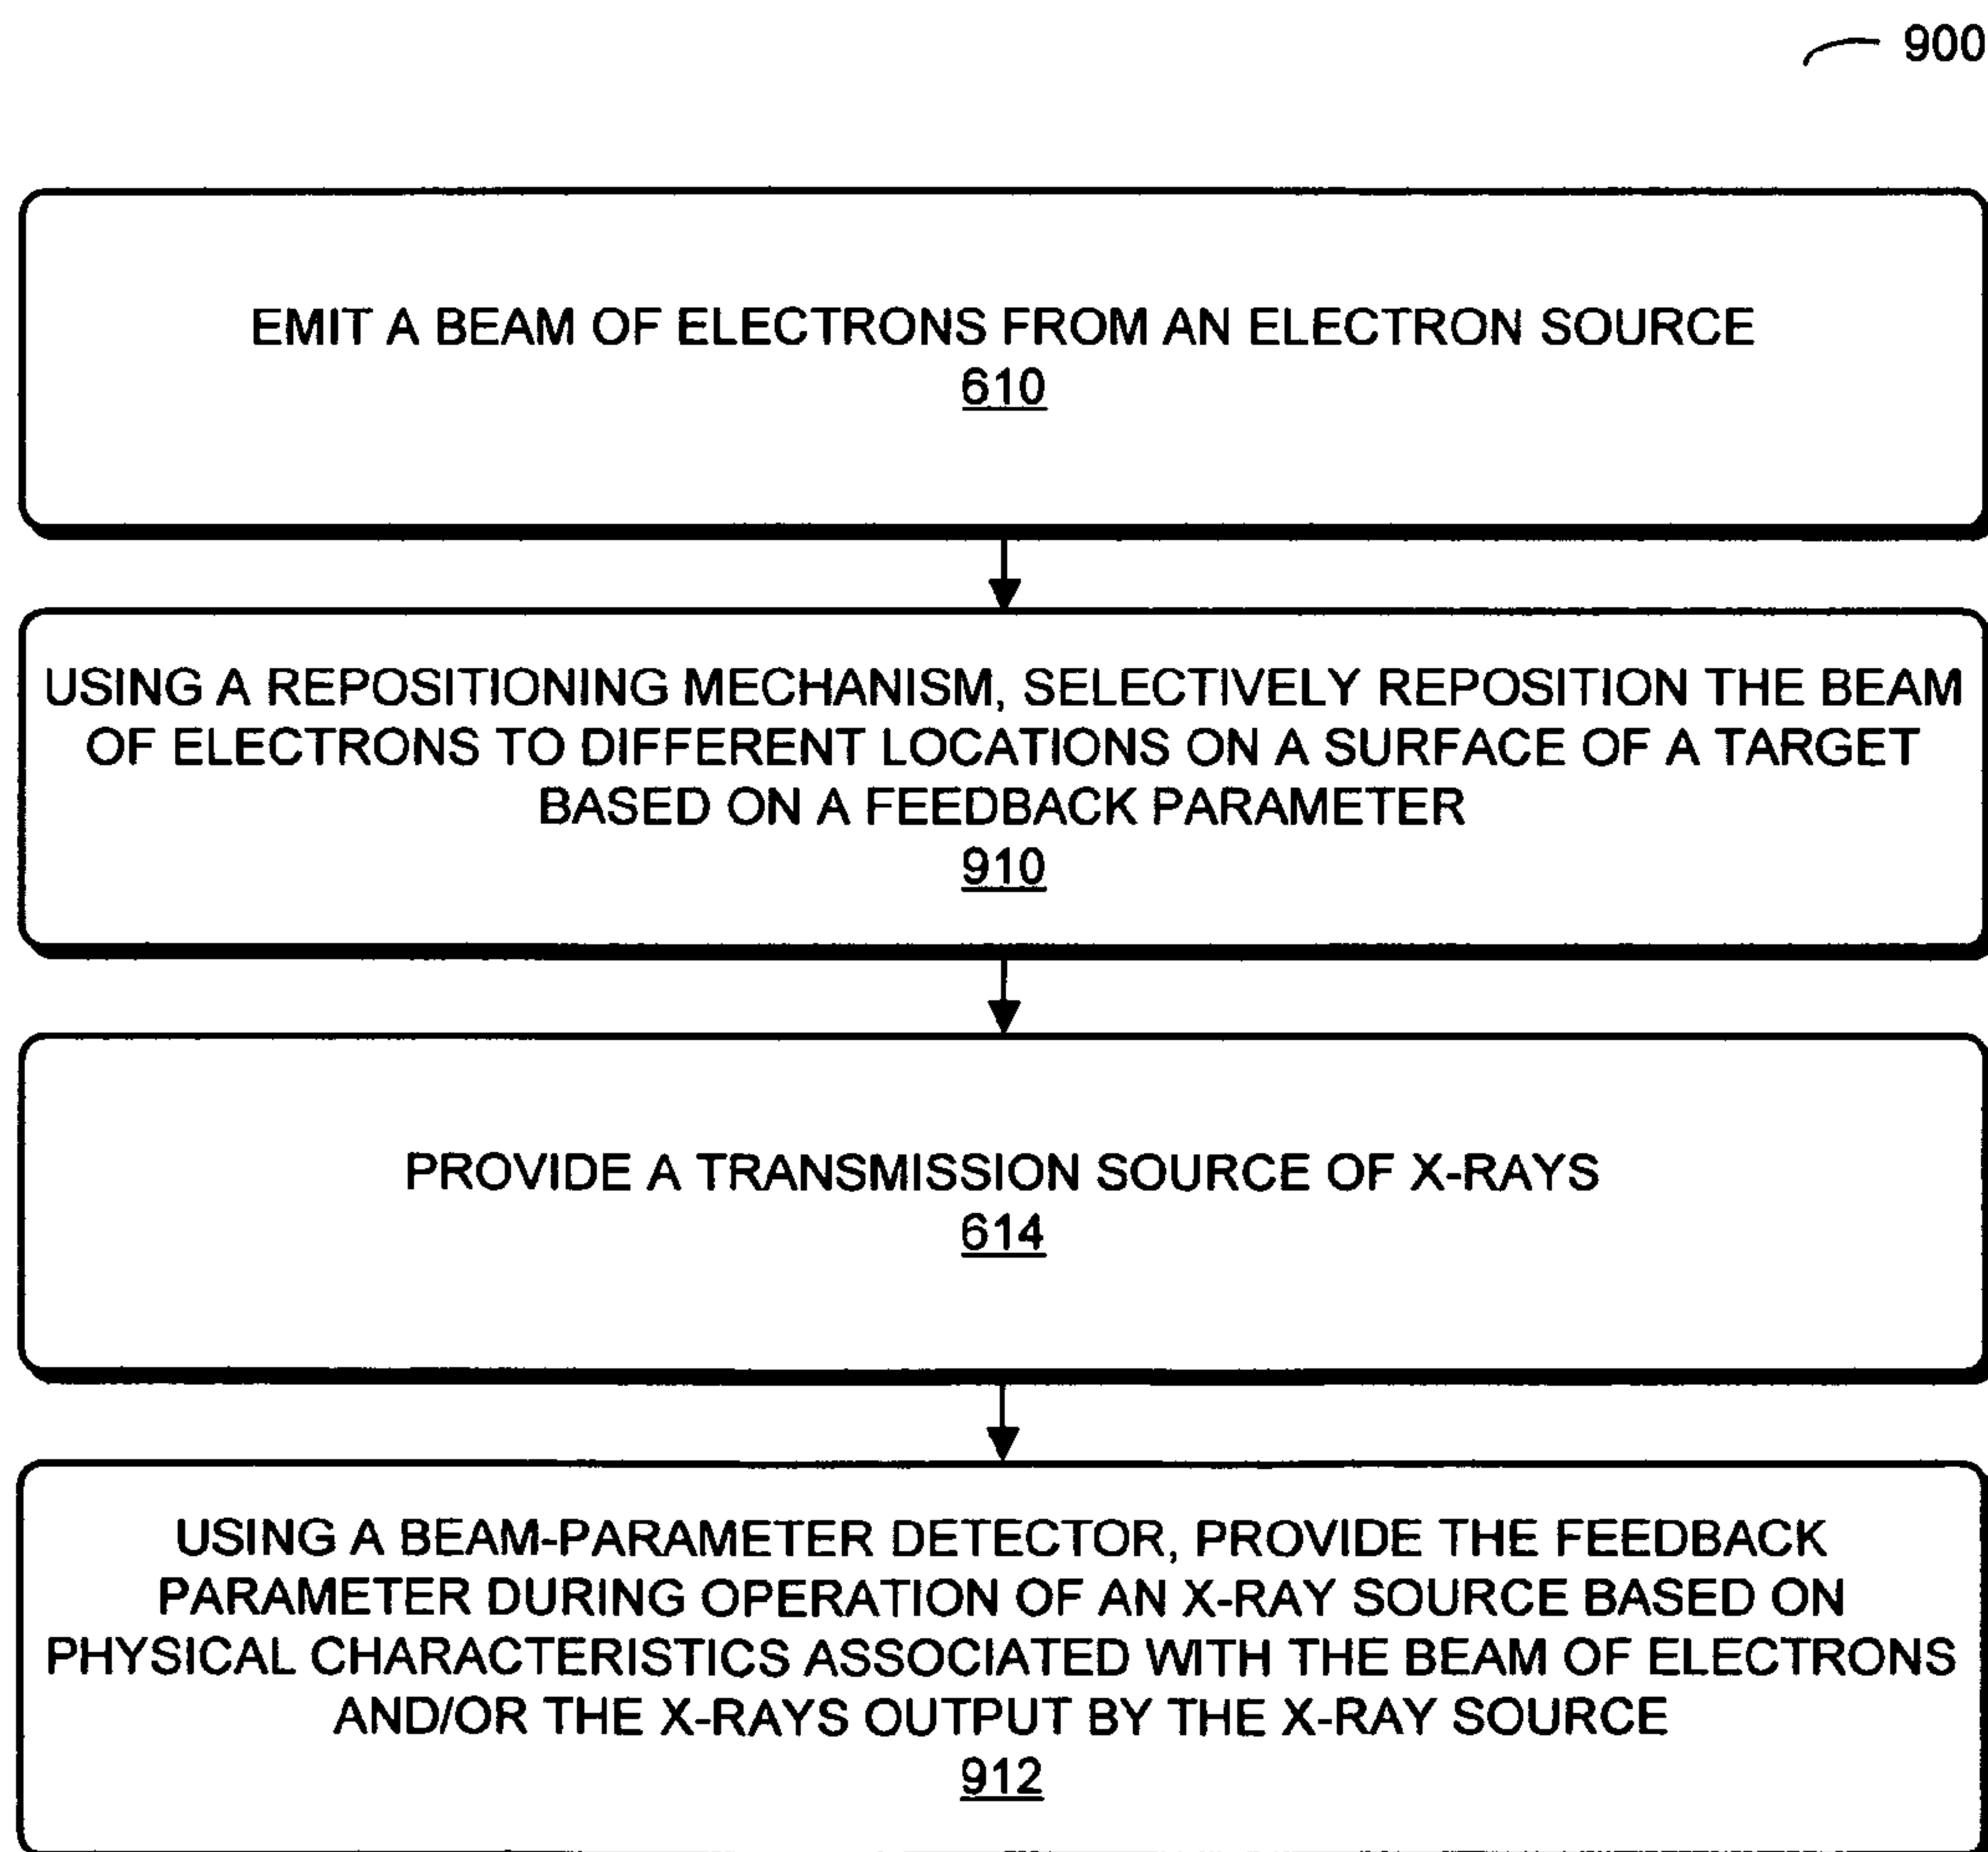 900
EMIT A BEAM OF ELECTRONS FROM AN ELECTRON SOURCE
610
USING A REPOSITIONING MECHANISM, SELECTIVELY REPOSITION THE BEAM
OF ELECTRONS TO DIFFERENT LOCATIONS ON A SURFACE OF A TARGET
BASED ON A FEEDBACK PARAMETER
910
PROVIDE A TRANSMISSION SOURCE OF X-RAYS
614
USING A BEAM-PARAMETER DETECTOR, PROVIDE THE FEEDBACK
PARAMETER DURING OPERATION OF AN X-RAY SOURCE BASED ON
PHYSICAL CHARACTERISTICS ASSOCIATED WITH THE BEAM OF ELECTRONS
AND/OR THE X-RAYS OUTPUT BY THE X-RAY SOURCE
912